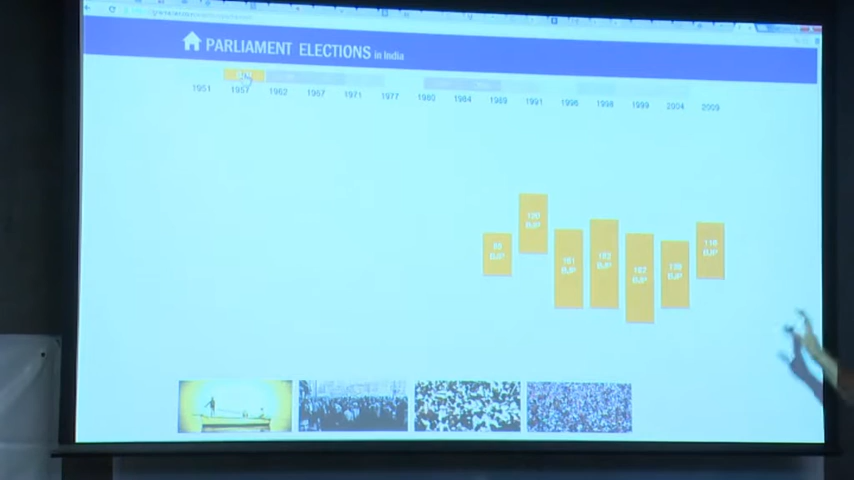 PARLIAMENT ELECTIONS in India
1951 1957 1962 1967 1971 1977 1980 1984 1989 1991 1996 1998 1999 2004 2009
120
BJP
BJP
161
BJP
182
BJP
182
BJP
BJP
116
BJP